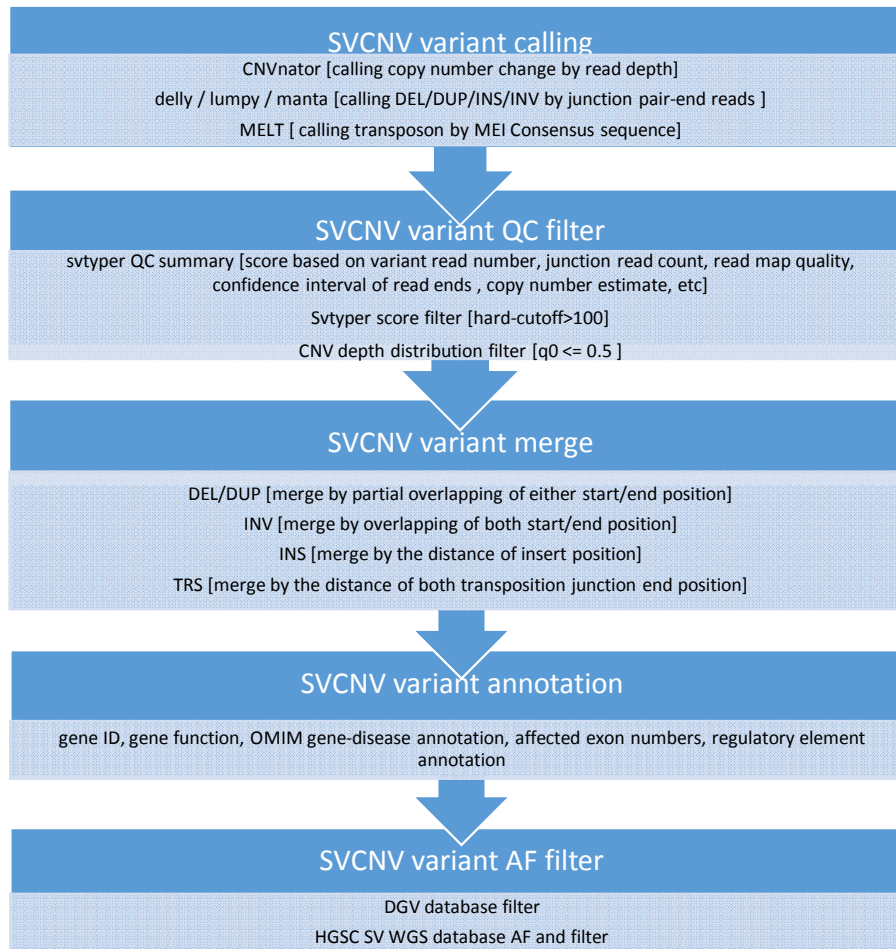 SVCNV variant calling
CNVnator [calling copy number change by read depth]
delly / lumpy / manta [calling DEL/DUP/INS/INV by junction pair-end reads ]
MELT [ calling transposon by MEI Consensus sequence]
SVCNV variant QC filter
svtyper QC summary [score based on variant read number, junction read count, read map quality,
confidence interval of read ends , copy number estimate, etc]
Svtyper score filter [hard-cutoff>100]
CNV depth distribution filter [q0 <= 0.5 ]
SVCNV variant merge
DEL/DUP [merge by partial overlapping of either start/end position]
INV [merge by overlapping of both start/end position]
INS [merge by the distance of insert position]
TRS [merge by the distance of both transposition junction end position]
SVCNV variant annotation
gene ID, gene function, OMIM gene-disease annotation, affected exon numbers, regulatory element
annotation
SVCNV variant AF filter
DGV database filter
HGSC SV WGS database AF and filter